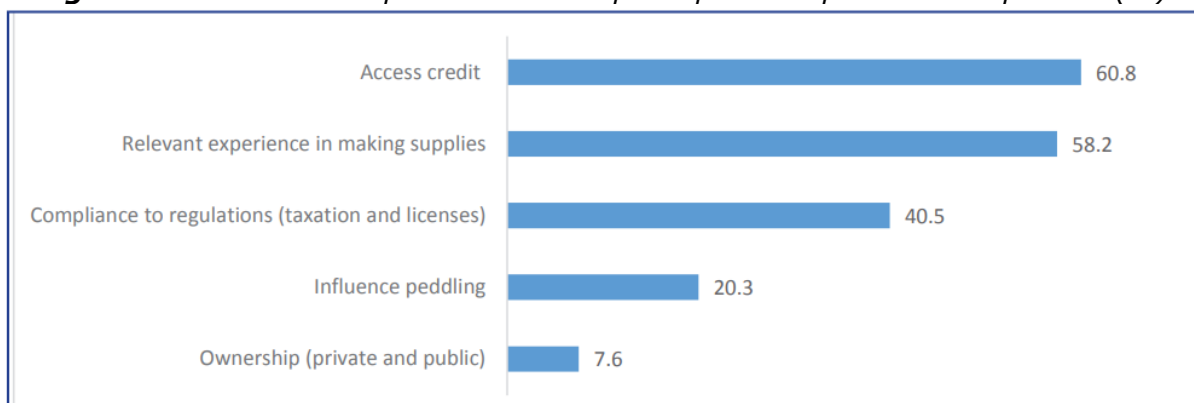 Access credit 60.8
Relevant experience in making supplies 58.2
Compliance to regulations (taxation and licenses) 40.5
Influence peddling 20.3
Ownership (private and public) 7.6